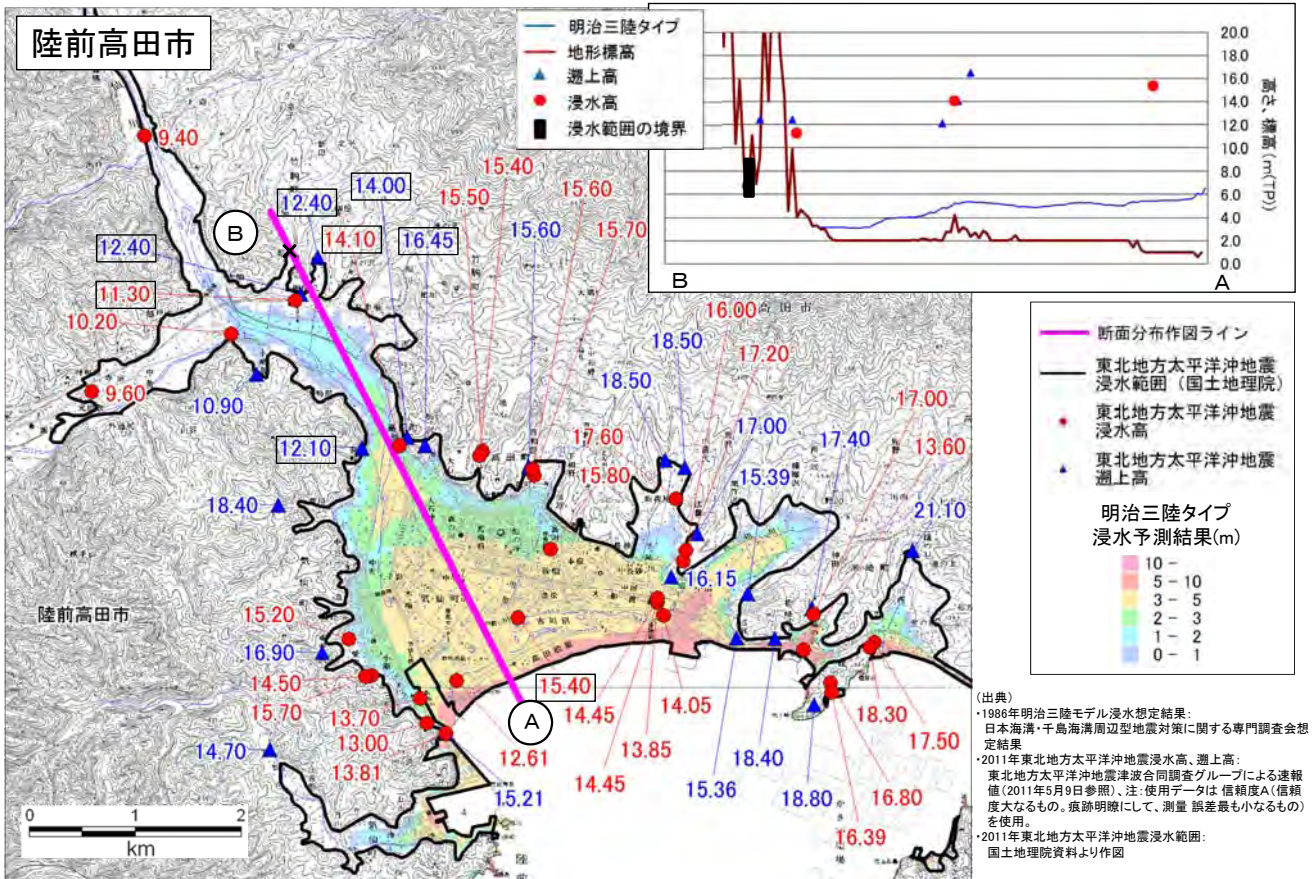 陸前高田市
明治三陸タイプ
地形標高
遡上高
浸水高
浸水範囲の境界
20.0
18.0
16.0
14.0
12.0
10.0
8.0
6.0
4.0
2.0
0.0
高さ、標高(m(TP))
B
A
9.40
12.40
14.00
15.50
15.40
15.60
15.60
15.70
B
12.40
14.10
16.45
11.30
10.20
9.60
10.90
12.10
18.40
18.50
18.50
16.00
17.20
17.60
15.80
17.00
15.39
17.40
17.00
13.60
21.10
16.15
高田市
陸前高田市
15.20
16.90
14.50
15.70
13.70
13.00
13.81
14.70
15.40
A
12.61
15.21
14.45
14.45
13.85
14.05
15.36
18.40
18.80
18.30
17.50
16.80
16.39
0 1 2
km
断面分布作図ライン
東北地方太平洋沖地震
浸水範囲(国土地理院)
東北地方太平洋沖地震
浸水高
東北地方太平洋沖地震
遡上高
明治三陸タイプ
浸水予測結果(m)
10 -
5 - 10
3 - 5
2 - 3
1 - 2
0 - 1
(出典)
・1986年明治三陸モデル浸水想定結果:
日本海溝・千島海溝周辺型地震対策に関する専門調査会想
定結果
・2011年東北地方太平洋沖地震浸水高、遡上高:
東北地方太平洋沖地震津波合同調査グループによる速報
値(2011年5月9日参照)、注:使用データは 信頼度A(信頼
度大なるもの。痕跡明瞭にして、測量 誤差最も小なるもの)
を使用。
・2011年東北地方太平洋沖地震浸水範囲:
国土地理院資料より作図